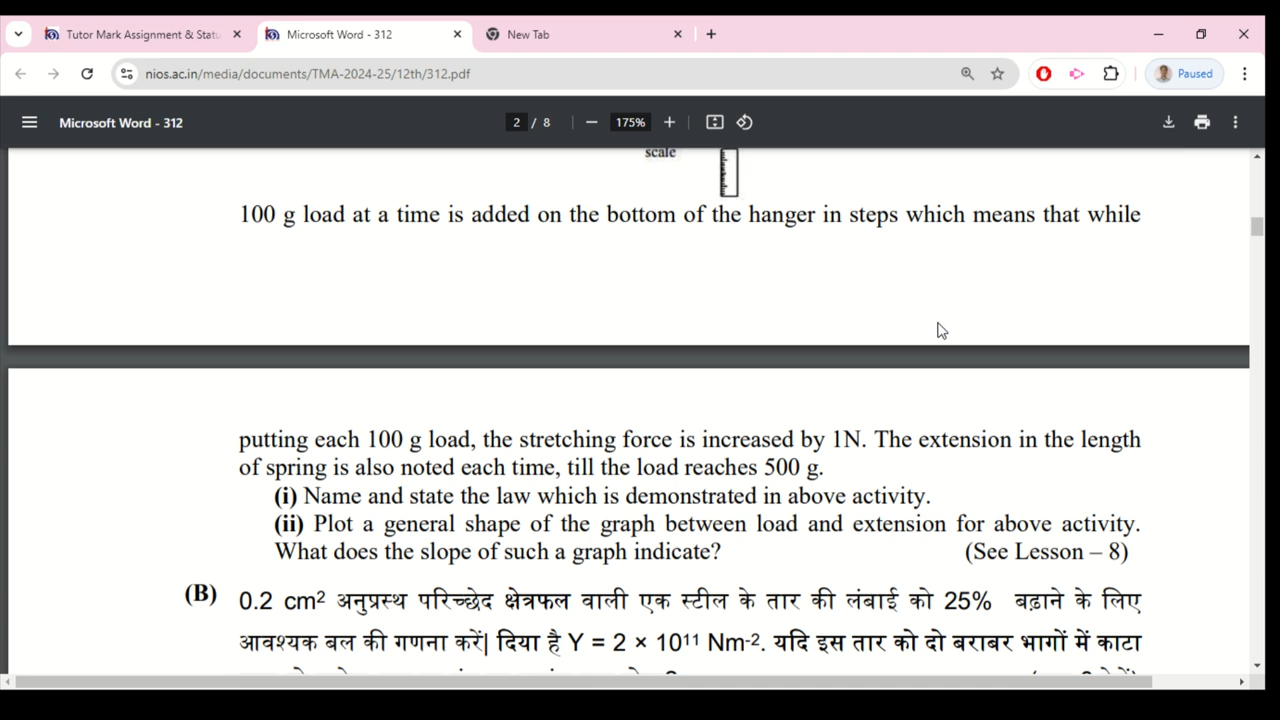 Tutor Mark Assignment & Statu
Microsoft Word - 312
New Tab
nios.ac.in/media/documents/TMA-2024-25/12th/312.pdf
Paused
Microsoft Word - 312
2 / 8
175%
scale
100 g load at a time is added on the bottom of the hanger in steps which means that while
putting each 100 g load, the stretching force is increased by 1N. The extension in the length
of spring is also noted each time, till the load reaches 500 g.
(i) Name and state the law which is demonstrated in above activity.
(ii) Plot a general shape of the graph between load and extension for above activity.
What does the slope of such a graph indicate? (See Lesson – 8)
(B) 0.2 cm² अनुप्रस्थ परिच्छेद क्षेत्रफल वाली एक स्टील के तार की लंबाई को 25% बढ़ाने के लिए
आवश्यक बल की गणना करें| दिया है Y = 2 × 10¹¹ Nm⁻². यदि इस तार को दो बराबर भागों में काटा